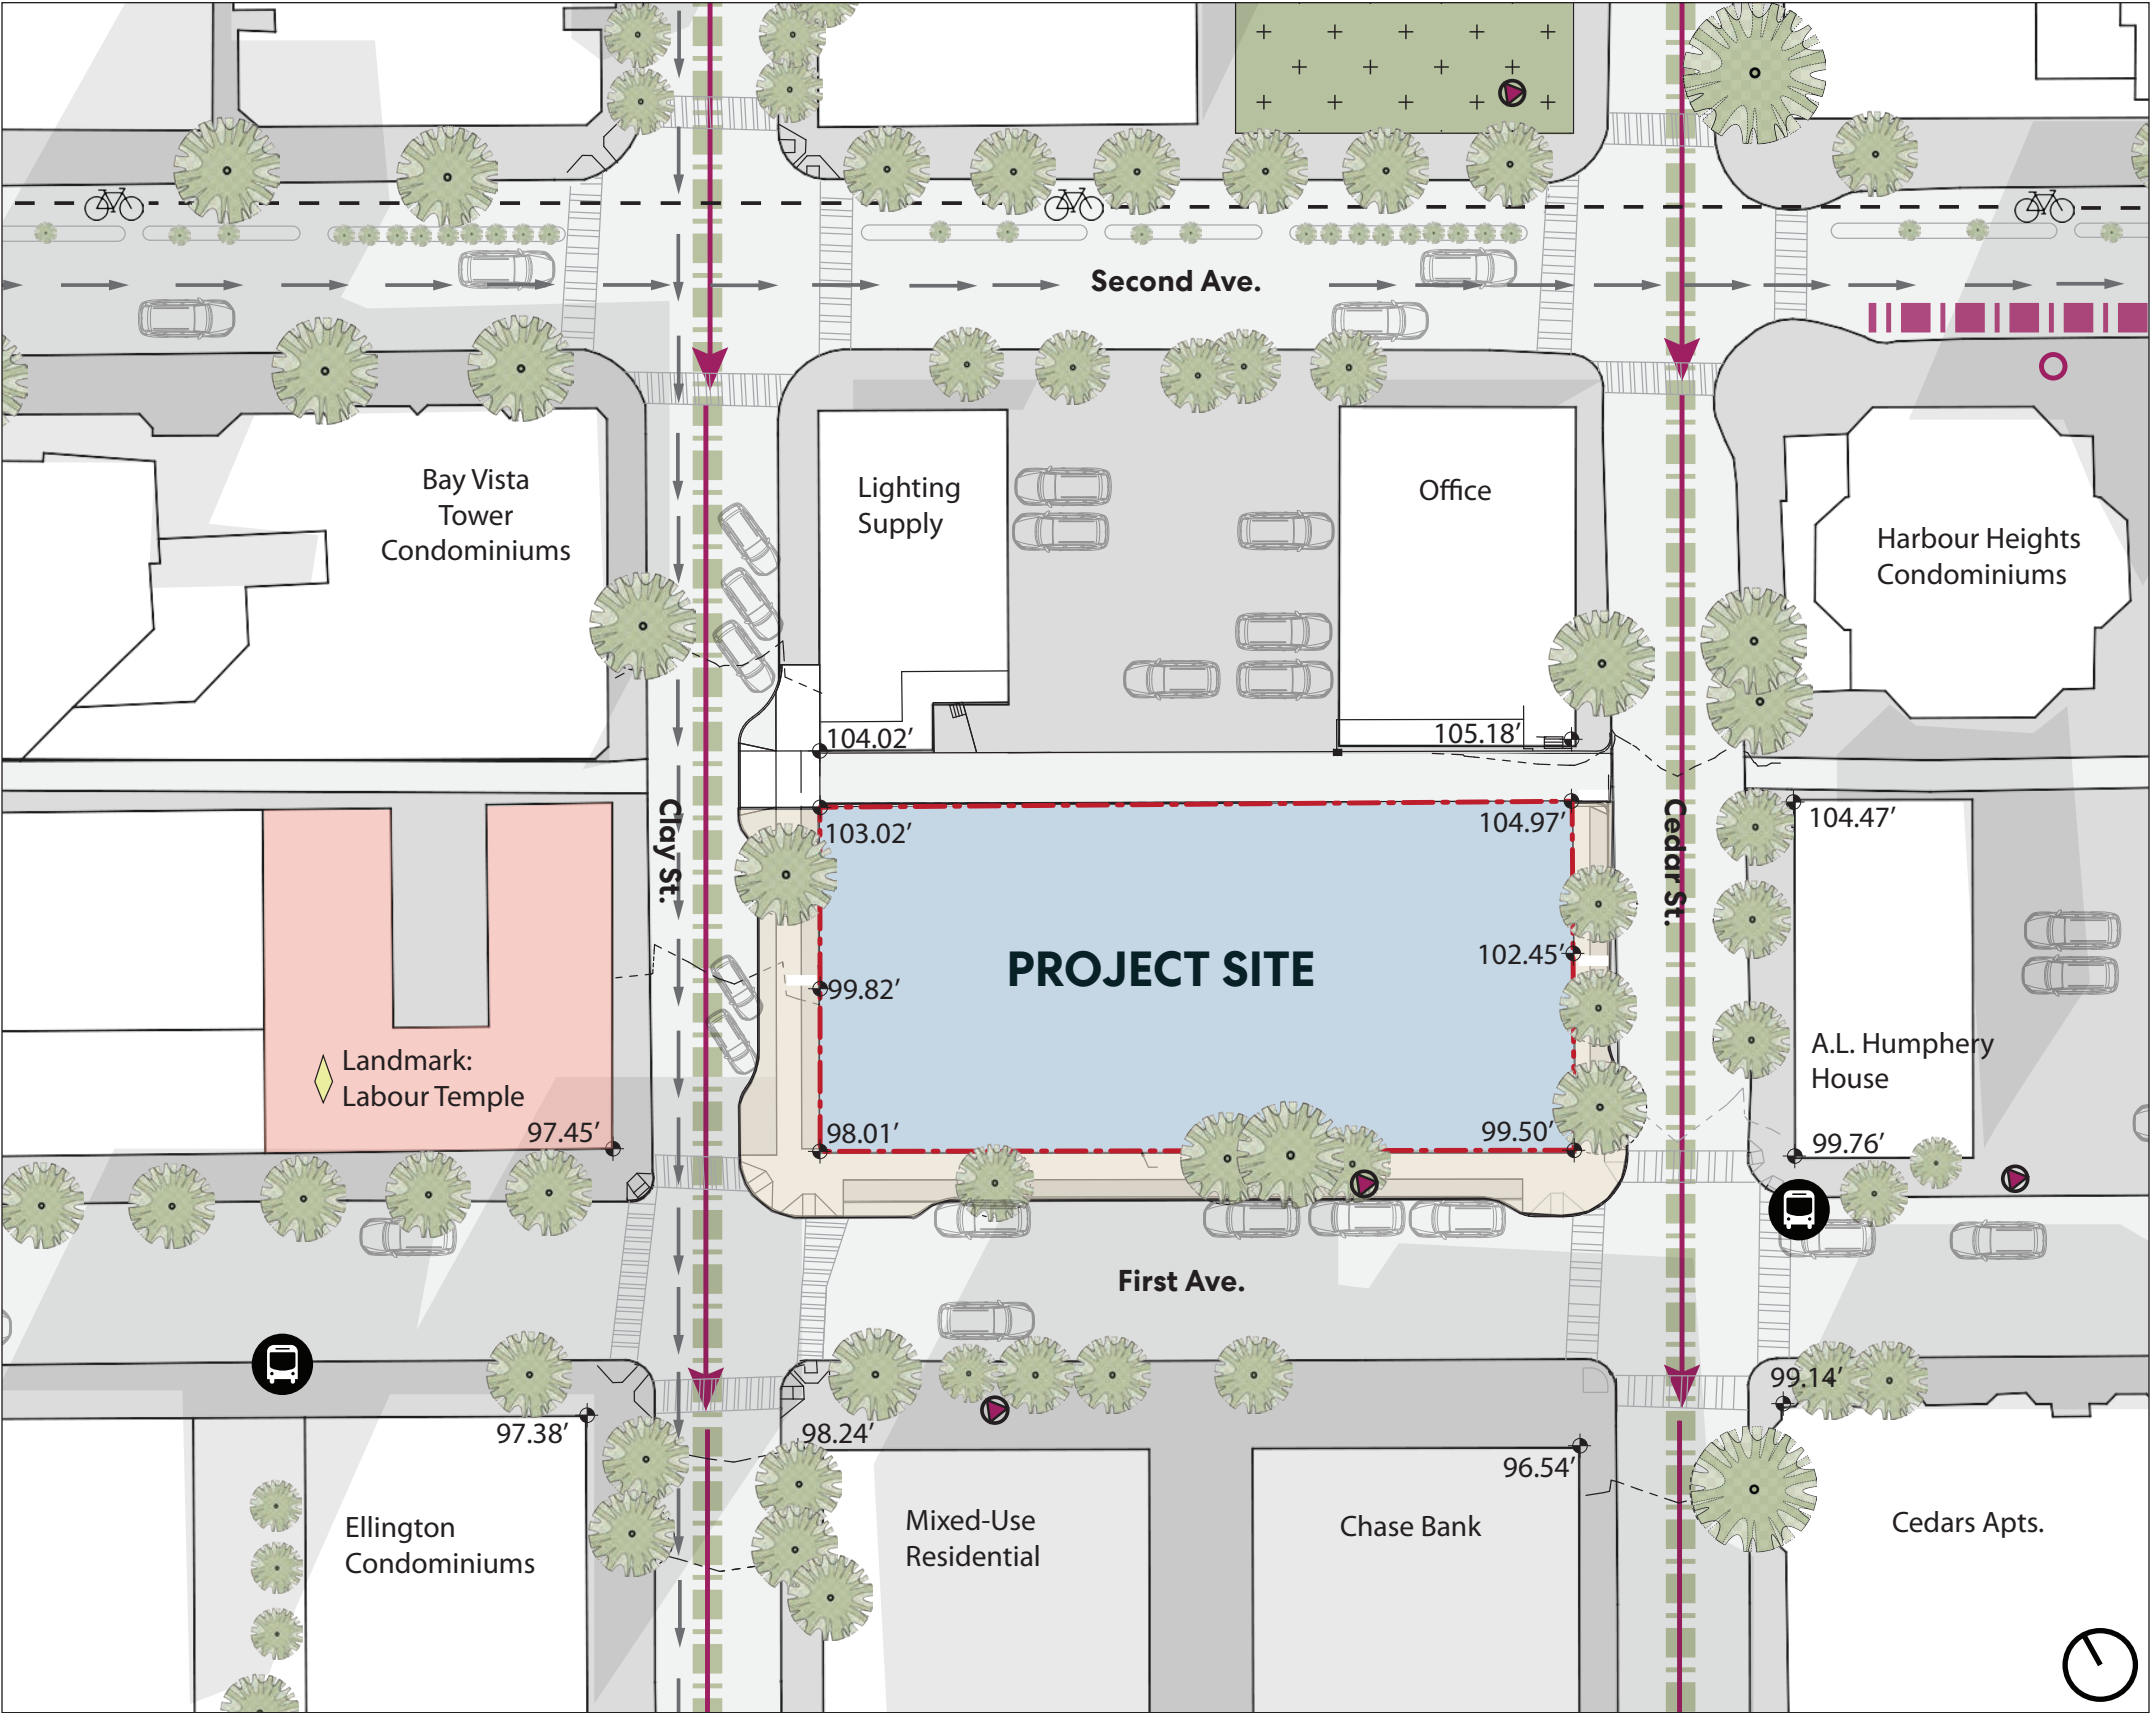 Second Ave.
Bay Vista
Tower
Condominiums
Lighting
Supply
Office
Harbour Heights
Condominiums
104.02’
105.18’
Clay St.
103.02’
104.97’
Cedar St.
104.47’
PROJECT SITE
102.45’
99.82’
Landmark:
Labour Temple
A.L. Humphery
House
97.45’
98.01’
99.50’
99.76’
First Ave.
99.14’
97.38’
98.24’
96.54’
Ellington
Condominiums
Mixed-Use
Residential
Chase Bank
Cedars Apts.